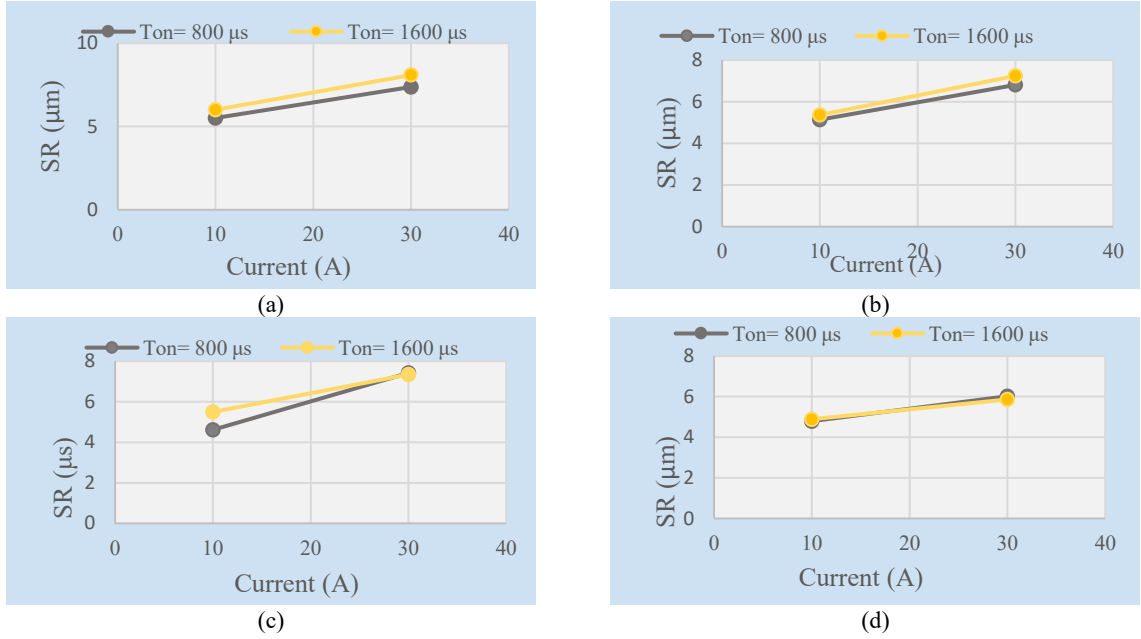 Ton= 800 μs Ton= 1600 μs
10
5
0
SR (μm)
0 10 20 30 40
Current (A)
(a)
Ton= 800 μs Ton= 1600 μs
8
6
4
2
0
SR (μm)
0 10 20 30 40
Current (A)
(b)
Ton= 800 μs Ton= 1600 μs
8
6
4
2
0
SR (μs)
0 10 20 30 40
Current (A)
(c)
Ton= 800 μs Ton= 1600 μs
8
6
4
2
0
SR (μm)
0 10 20 30 40
Current (A)
(d)